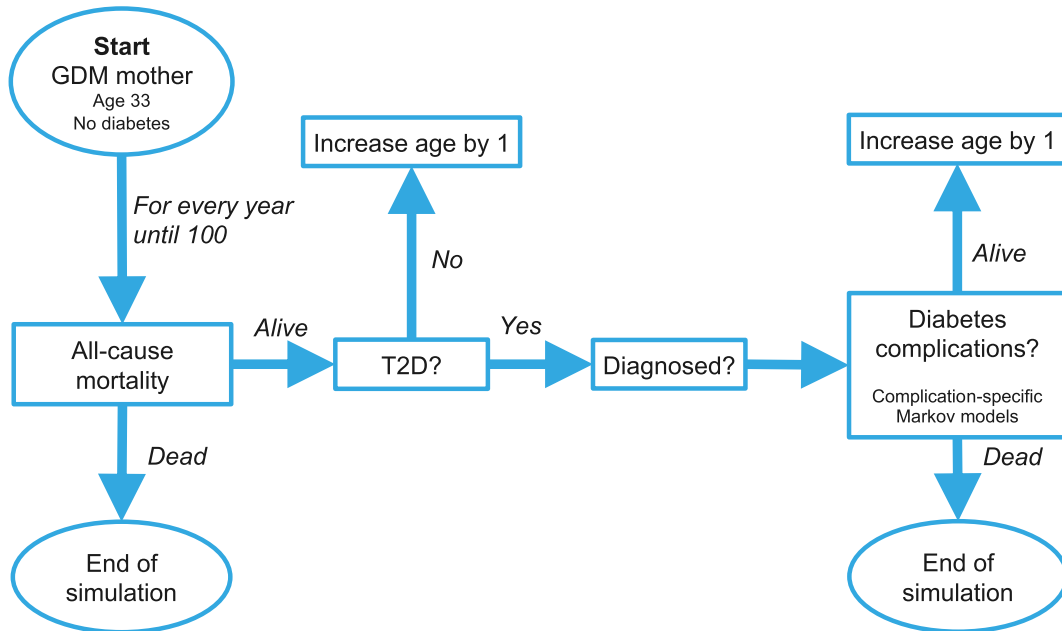 Start
GDM mother
Age 33
No diabetes
For every year
until 100
All-cause
mortality
Dead
End of
simulation
Alive
T2D?
No
Increase age by 1
Yes
Diagnosed?
Diabetes
complications?
Complication-specific
Markov models
Alive
Increase age by 1
Dead
End of
simulation